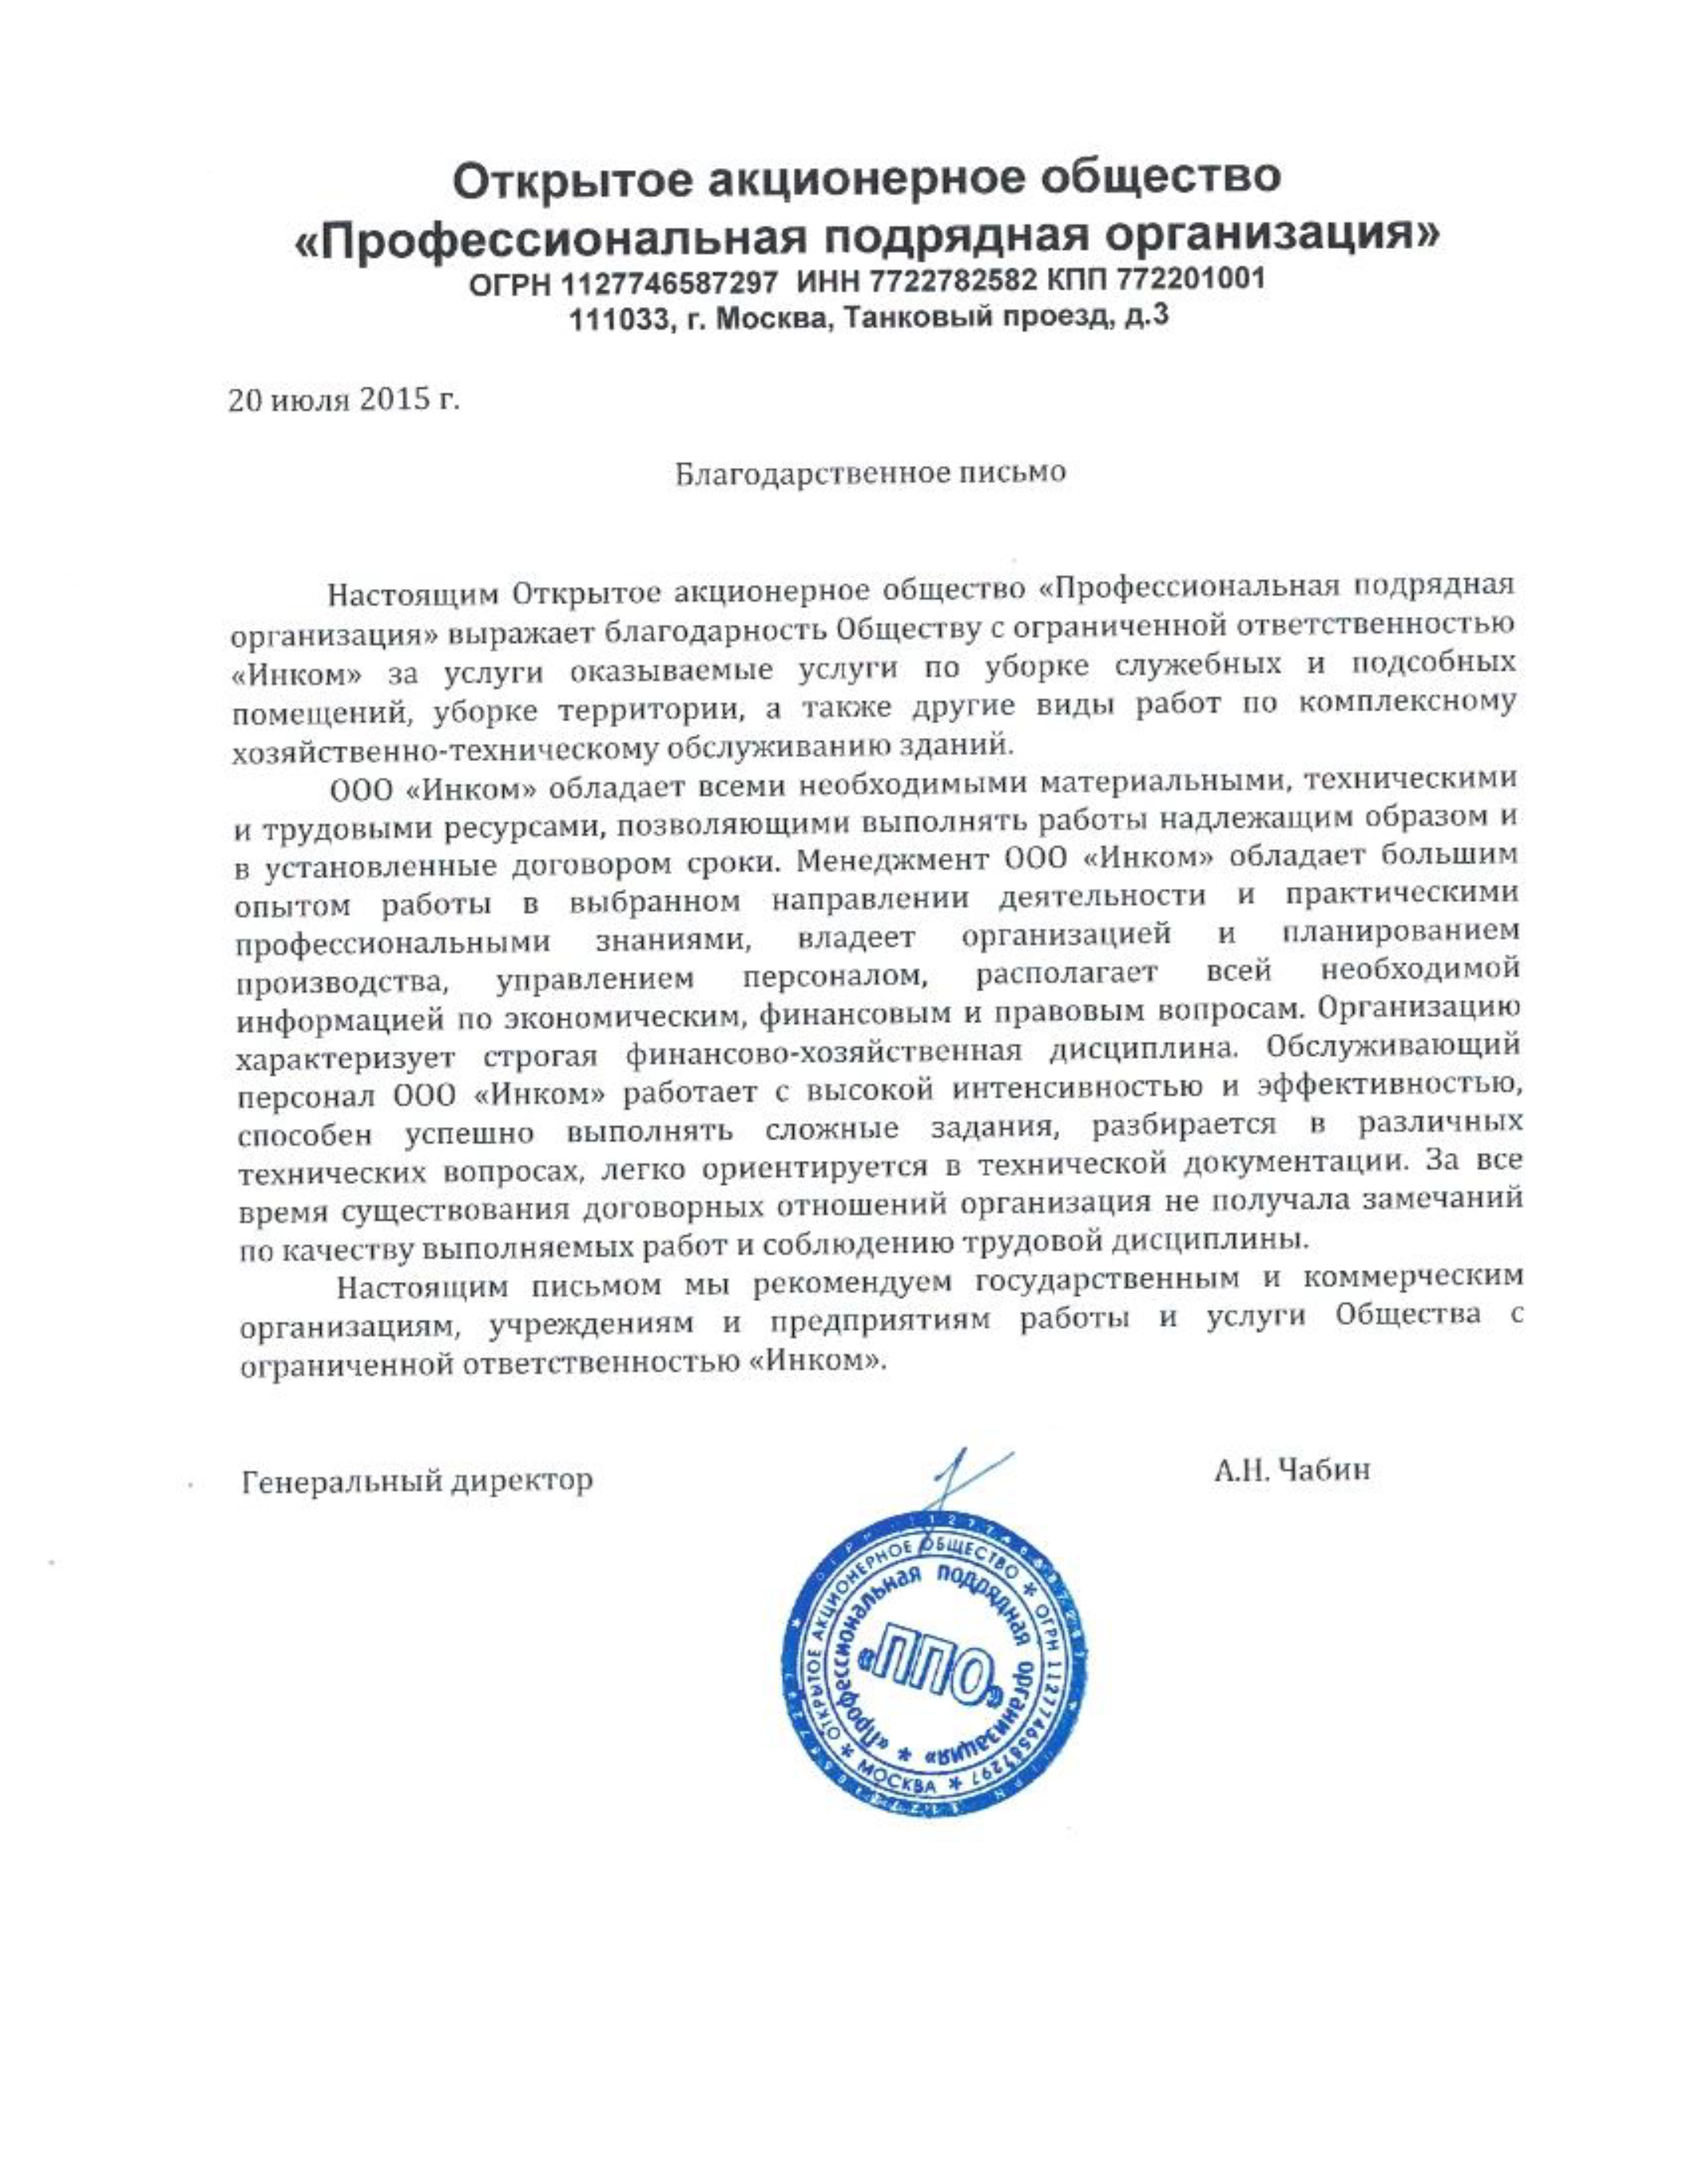 Открытое акционерное общество
«Профессиональная подрядная организация»
ОГРН 1127746587297 ИНН 7722782582 КПП 772201001
111033, г. Москва, Танковый проезд, д.3
20 июля 2015 г.
Благодарственное письмо
Настоящим Открытое акционерное общество «Профессиональная подрядная
организация» выражает благодарность Обществу с ограниченной ответственностью
«Инком» за услуги оказываемые услуги по уборке служебных и подсобных
помещений, уборке территории, а также другие виды работ по комплексному
хозяйственно-техническому обслуживанию зданий.
ООО «Инком» обладает всеми необходимыми материальными, техническими
и трудовыми ресурсами, позволяющими выполнять работы надлежащим образом и
в установленные договором сроки. Менеджмент ООО «Инком» обладает большим
опытом работы в выбранном направлении деятельности и практическими
профессиональными знаниями, владеет организацией и планированием
производства, управлением персоналом, располагает всей необходимой
информацией по экономическим, финансовым и правовым вопросам. Организацию
характеризует строгая финансово-хозяйственная дисциплина. Обслуживающий
персонал ООО «Инком» работает с высокой интенсивностью и эффективностью,
способен успешно выполнять сложные задания, разбирается в различных
технических вопросах, легко ориентируется в технической документации. За все
время существования договорных отношений организация не получала замечаний
по качеству выполняемых работ и соблюдению трудовой дисциплины.
Настоящим письмом мы рекомендуем государственным и коммерческим
организациям, учреждениям и предприятиям работы и услуги Общества с
ограниченной ответственностью «Инком».
Генеральный директор А.Н. Чабин
ОТКРЫТОЕ АКЦИОНЕРНОЕ ОБЩЕСТВО * ОГРН 1127746587297 * МОСКВА *
«Профессиональная подрядная организация» *
«ППО»